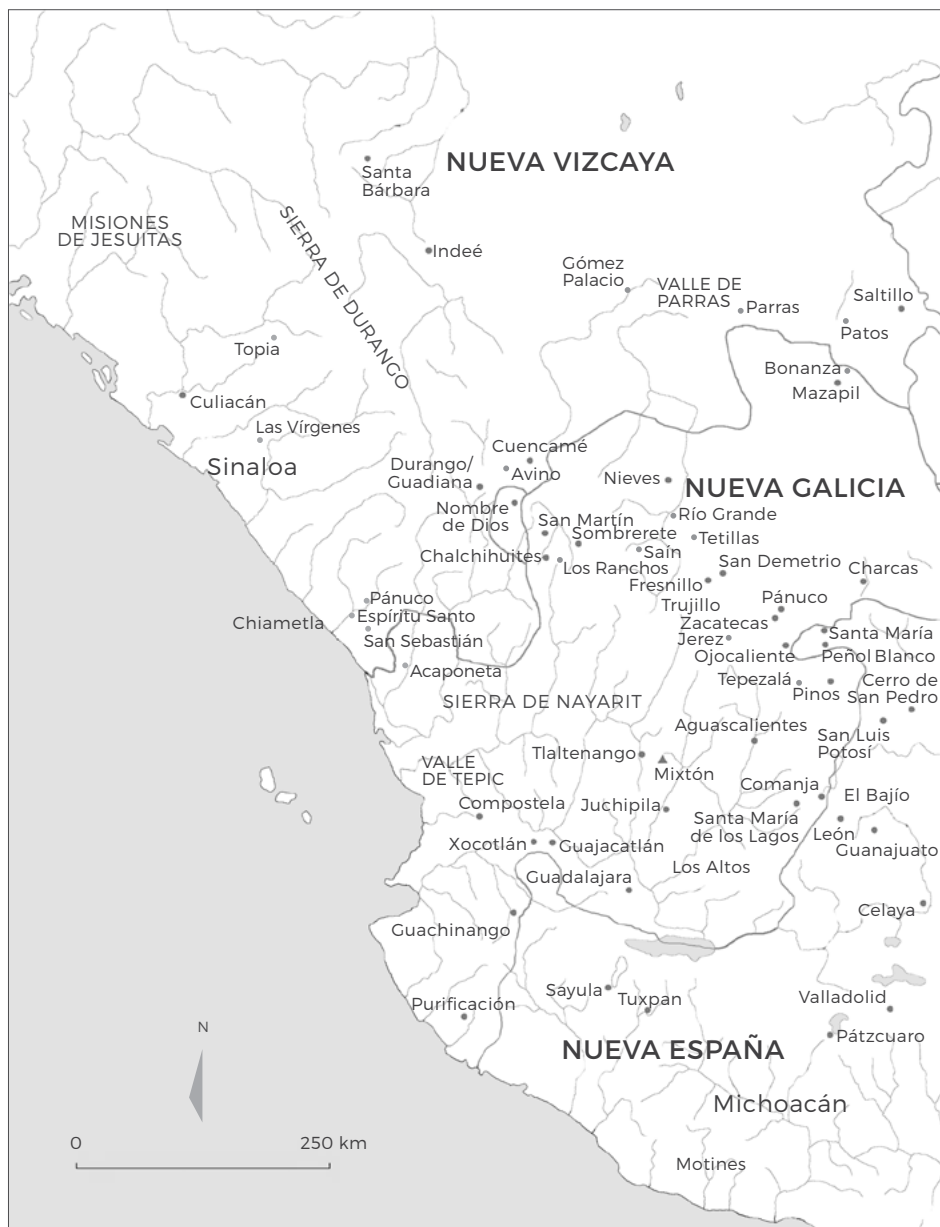 NUEVA VIZCAYA
Santa
Bárbara
MISIONES
DE JESUITAS
SIERRA DE DURANGO
Indeé
Gómez
Palacio
VALLE DE
PARRAS
Parras
Saltillo
Patos
Topia
Bonanza
Mazapil
Culiacán
Las Vírgenes
Sinaloa
Cuencamé
Durango/
Guadiana
Avino
Nieves
NUEVA GALICIA
Nombre
de Dios
Río Grande
San Martín
Sombrerete
Tetillas
Chalchihuites
Los Ranchos
Saín
San Demetrio
Fresnillo
Charcas
Trujillo
Pánuco
Pánuco
Espíritu Santo
Chiametla
San Sebastián
Zacatecas
Jerez
Santa María
Ojocaliente
Peñol Blanco
Acaponeta
Tepezalá
Pinos
Cerro de
San Pedro
SIERRA DE NAYARIT
Aguascalientes
San Luis
Potosí
Tlaltenango
Mixtón
VALLE
DE TEPIC
Comanja
Compostela
Juchipila
Santa María
de los Lagos
El Bajío
León
Guanajuato
Xocotlán
Guajacatlán
Los Altos
Guadalajara
Celaya
Guachinango
Sayula
Tuxpan
Valladolid
Purificación
Pátzcuaro
NUEVA ESPAÑA
N
Michoacán
0
250 km
Motines